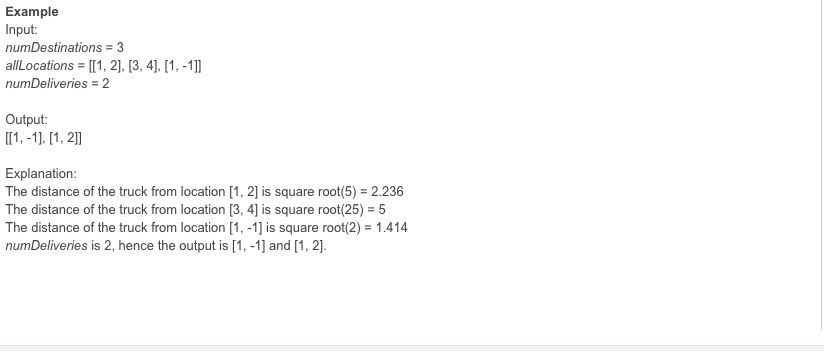 Example
Input:
numDestinations = 3
allLocations = [[1, 2], [3, 4], [1, -1]]
numDeliveries = 2
Output:
[[1, -1], [1, 2]]
Explanation:
The distance of the truck from location [1, 2] is square root(5) = 2.236
The distance of the truck from location [3, 4] is square root(25) = 5
The distance of the truck from location [1, -1] is square root(2) = 1.414
numDeliveries is 2, hence the output is [1, -1] and [1, 2].